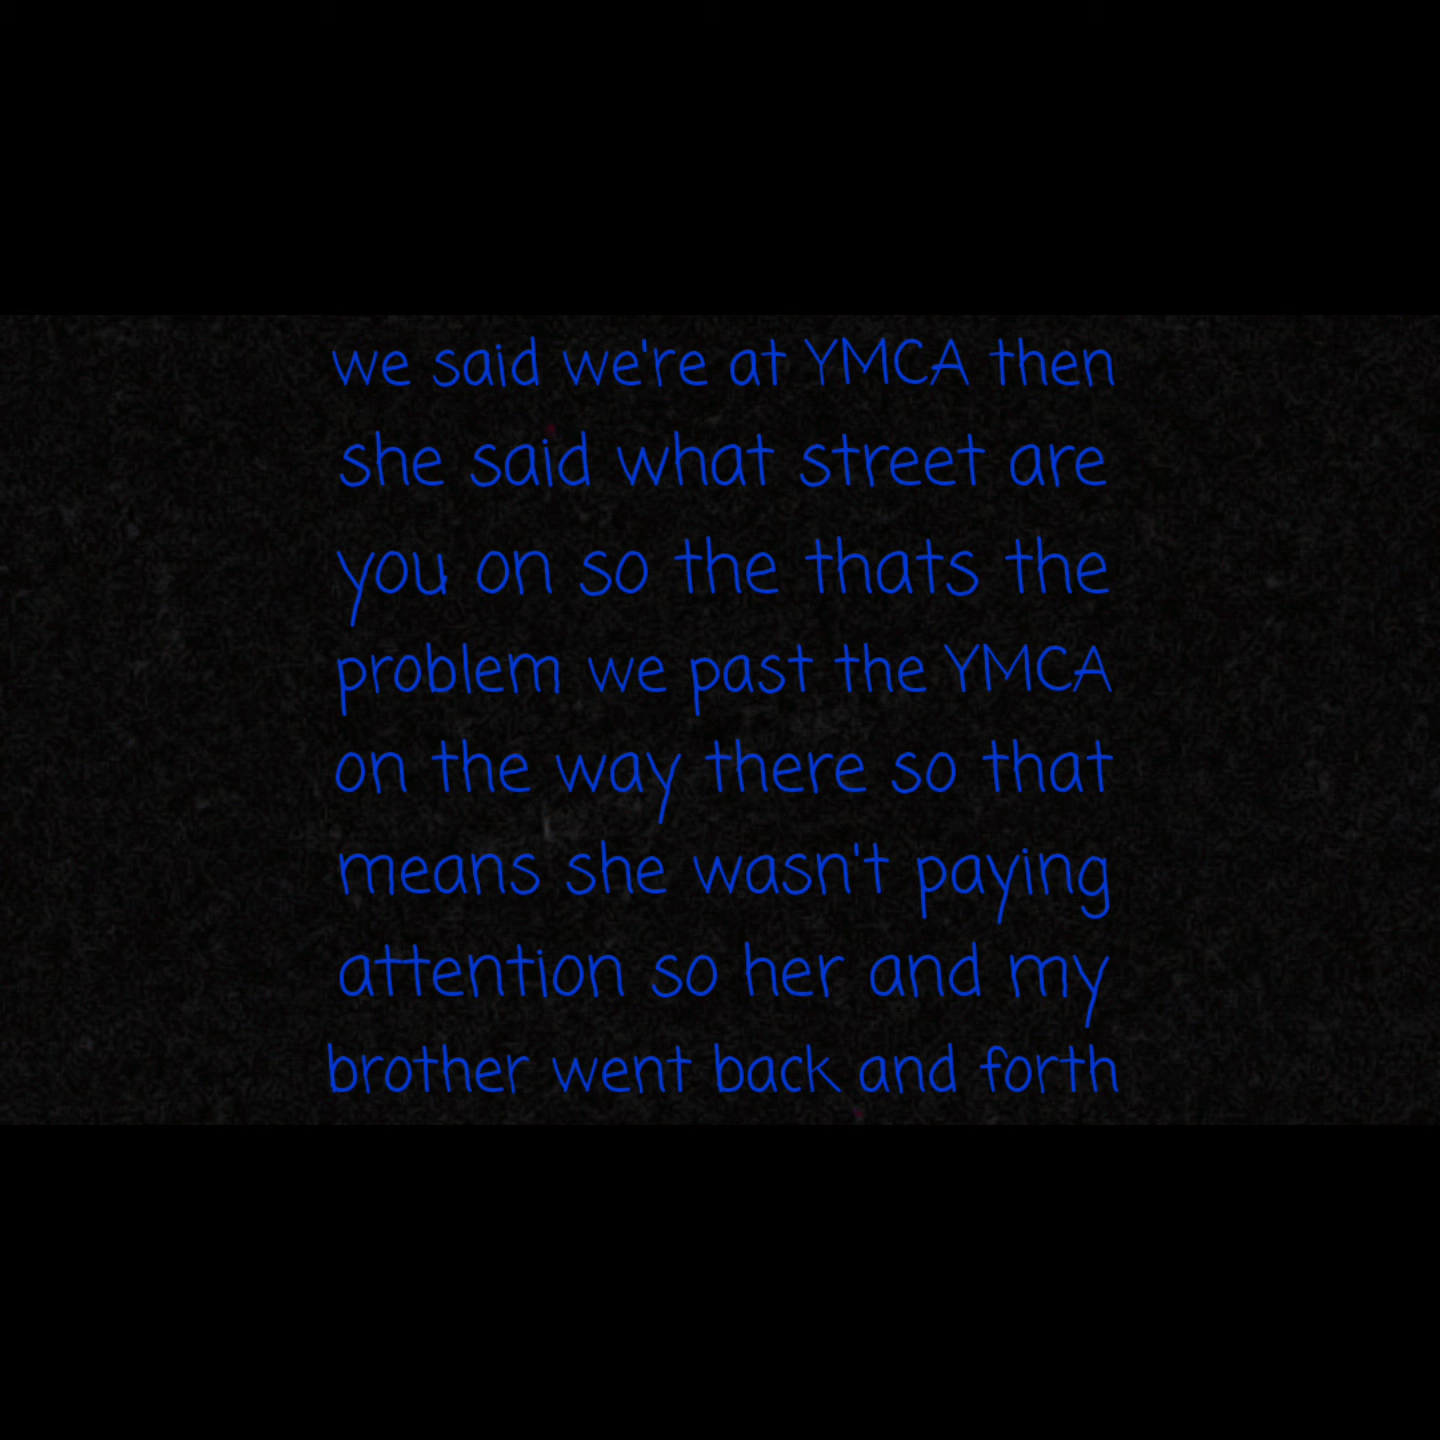 we said we're at YMCA then
she said what street are
you on so the thats the
problem we past the YMCA
on the way there so that
means she wasn't paying
attention so her and my
brother went back and forth